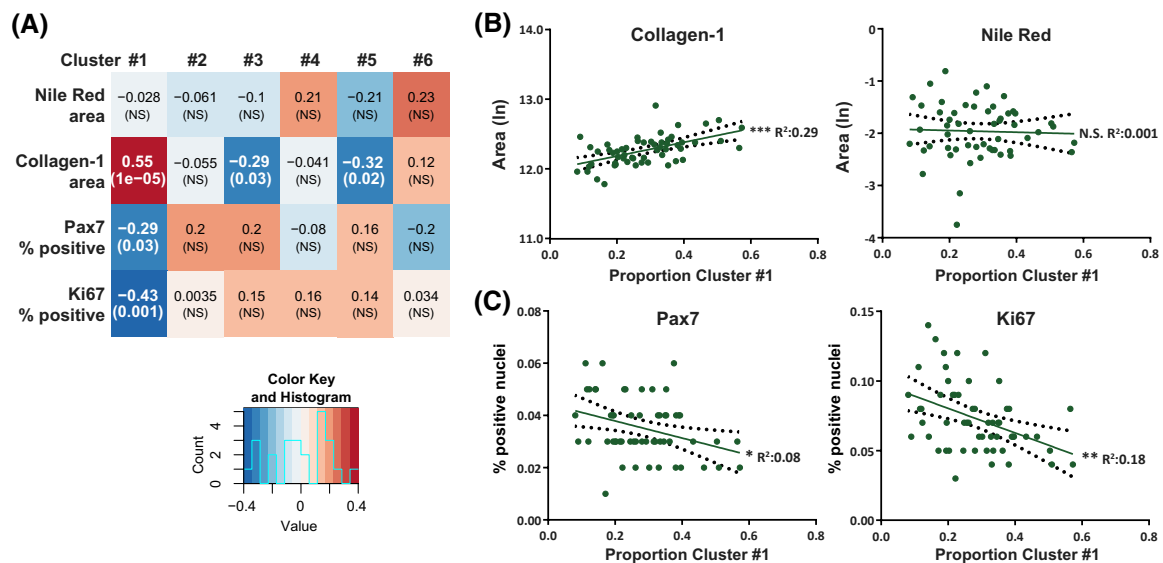 (A)
Cluster #1 #2 #3 #4 #5 #6
Nile Red
area
−0.028 −0.061 −0.1 0.21 −0.21 0.23
(NS) (NS) (NS) (NS) (NS) (NS)
Collagen-1
area
0.55 −0.055 −0.29 −0.041 −0.32 0.12
(1e−05) (NS) (0.03) (NS) (0.02) (NS)
Pax7
% positive
−0.29 0.2 0.2 −0.08 0.16 −0.2
(0.03) (NS) (NS) (NS) (NS) (NS)
Ki67
% positive
−0.43 0.0035 0.15 0.16 0.14 0.034
(0.001) (NS) (NS) (NS) (NS) (NS)
Color Key
and Histogram
Count
4
2
0
−0.4 0 0.4
Value
(B)
Collagen-1
Area (ln)
14.0
13.0
12.0
11.0
*** R²:0.29
0.0 0.2 0.4 0.6 0.8
Proportion Cluster #1
Nile Red
Area (ln)
0
-1
-2
-3
-4
N.S. R²:0.001
0.0 0.2 0.4 0.6 0.8
Proportion Cluster #1
(C)
Pax7
% positive nuclei
0.08
0.06
0.04
0.02
0.00
* R²:0.08
0.0 0.2 0.4 0.6 0.8
Proportion Cluster #1
Ki67
% positive nuclei
0.15
0.10
0.05
0.00
** R²:0.18
0.0 0.2 0.4 0.6 0.8
Proportion Cluster #1